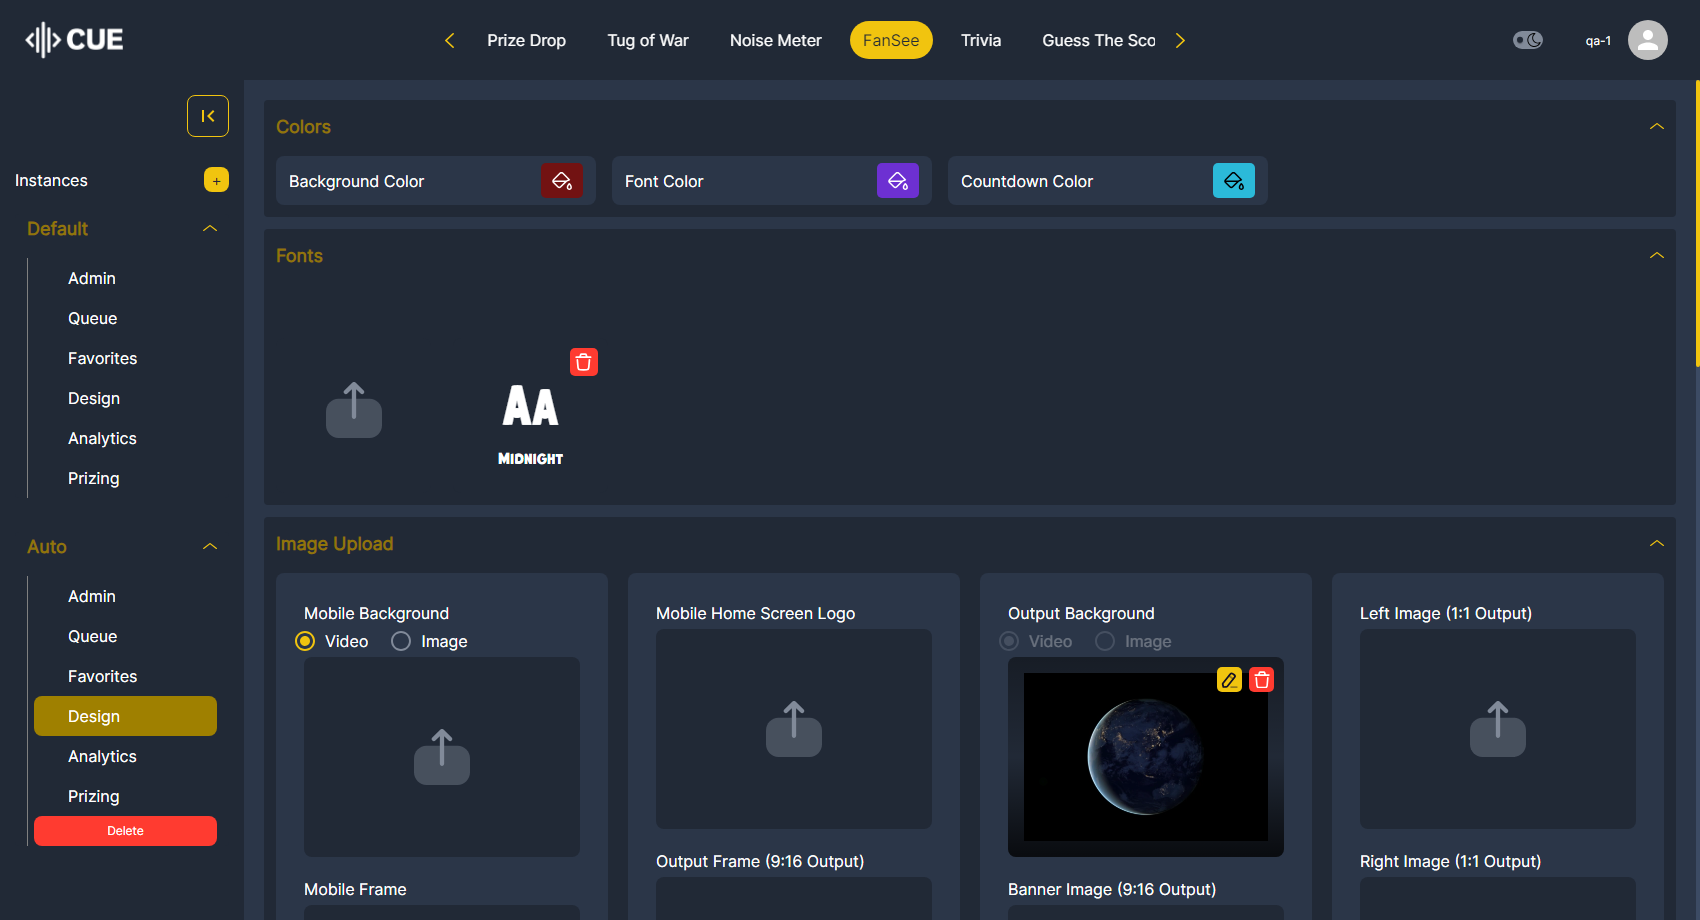 CUE
Prize Drop
Tug of War
Noise Meter
FanSee
Trivia
Guess The Sco
qa-1
Instances
+
Default
Admin
Queue
Favorites
Design
Analytics
Prizing
Auto
Admin
Queue
Favorites
Design
Analytics
Prizing
Delete
Colors
Background Color
Font Color
Countdown Color
Fonts
AA
MIDNIGHT
Image Upload
Mobile Background
Video Image
Mobile Frame
Mobile Home Screen Logo
Output Frame (9:16 Output)
Output Background
Video Image
Banner Image (9:16 Output)
Left Image (1:1 Output)
Right Image (1:1 Output)